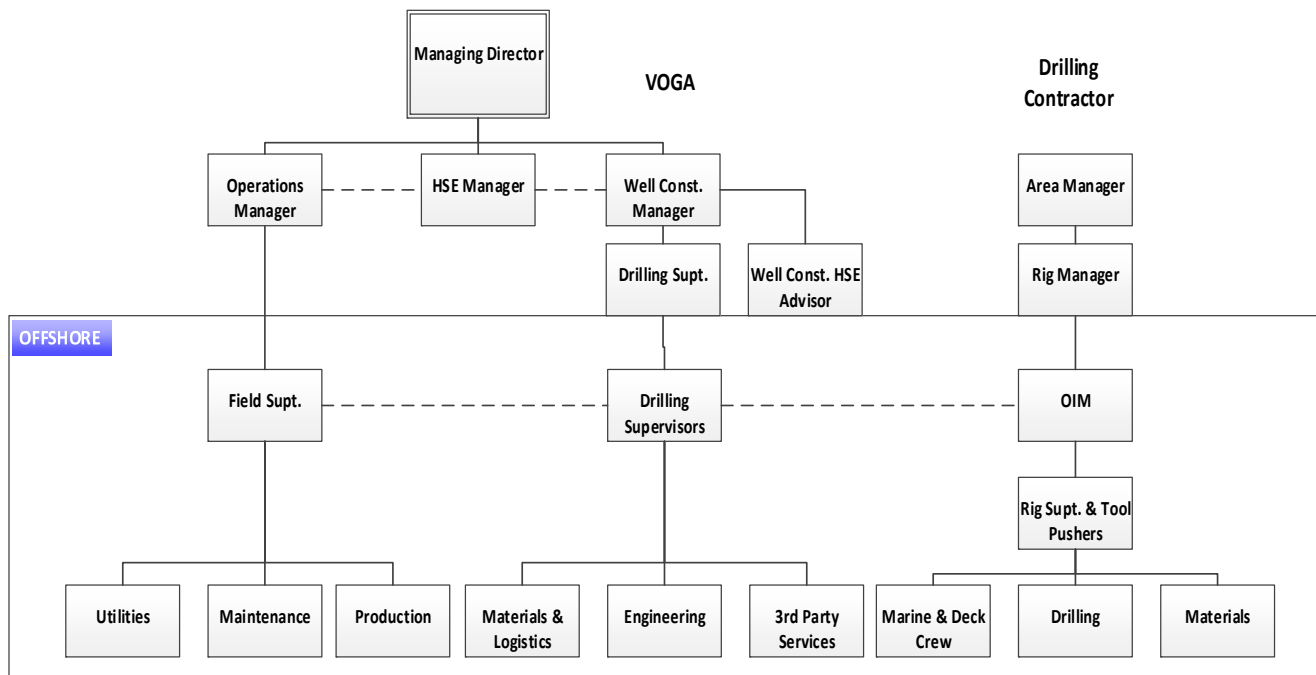 Managing Director
VOGA
Drilling
Contractor
Operations
Manager
HSE Manager
Well Const.
Manager
Area Manager
Drilling Supt.
Well Const. HSE
Advisor
Rig Manager
OFFSHORE
Field Supt.
Drilling
Supervisors
OIM
Rig Supt. & Tool
Pushers
Utilities
Maintenance
Production
Materials &
Logistics
Engineering
3rd Party
Services
Marine & Deck
Crew
Drilling
Materials